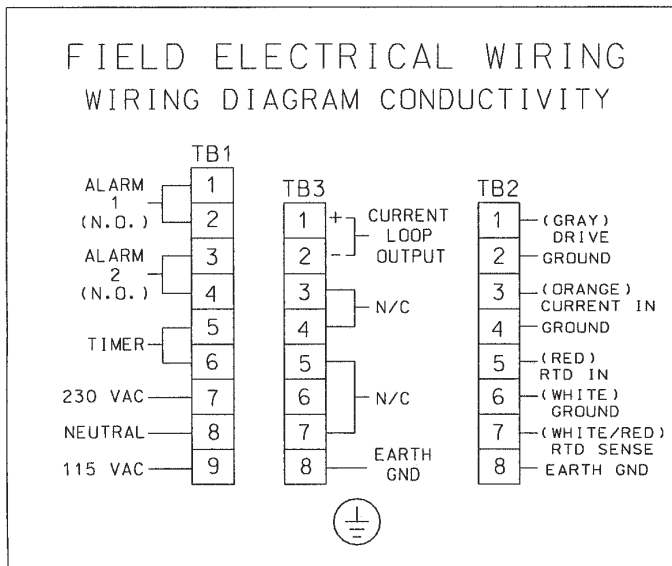 FIELD ELECTRICAL WIRING
WIRING DIAGRAM CONDUCTIVITY
TB1
ALARM
1
(N.O.)
1
2
ALARM
2
(N.O.)
3
4
TIMER
5
6
230 VAC
7
NEUTRAL
8
115 VAC
9
TB3
1
+
2
-
CURRENT
LOOP
OUTPUT
3
4
N/C
5
6
7
N/C
8
EARTH
GND
TB2
1
(GRAY)
DRIVE
2
GROUND
3
(ORANGE)
CURRENT IN
4
GROUND
5
(RED)
RTD IN
6
(WHITE)
GROUND
7
(WHITE/RED)
RTD SENSE
8
EARTH GND